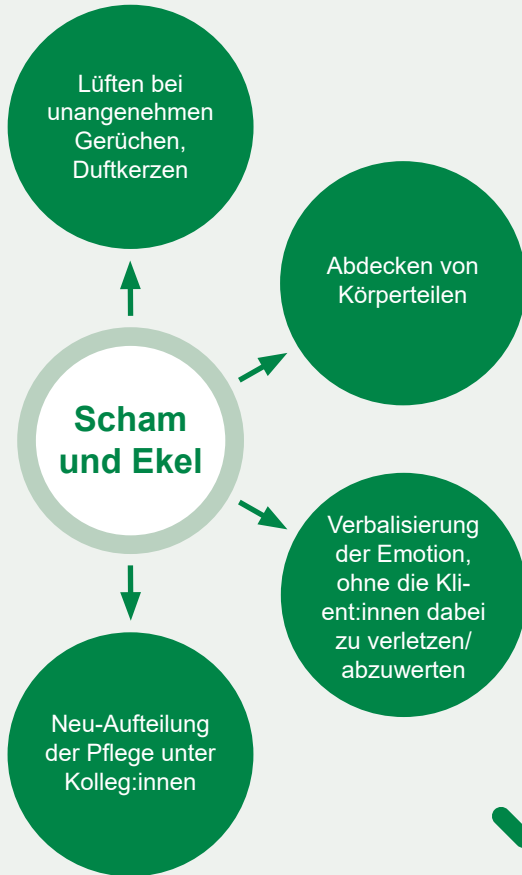 Lüften bei
unangenehmen
Gerüchen,
Duftkerzen
Abdecken von
Körperteilen
Scham
und Ekel
Verbalisierung
der Emotion,
ohne die Kli-
ent:innen dabei
zu verletzen/
abzuwerten
Neu-Aufteilung
der Pflege unter
Kolleg:innen